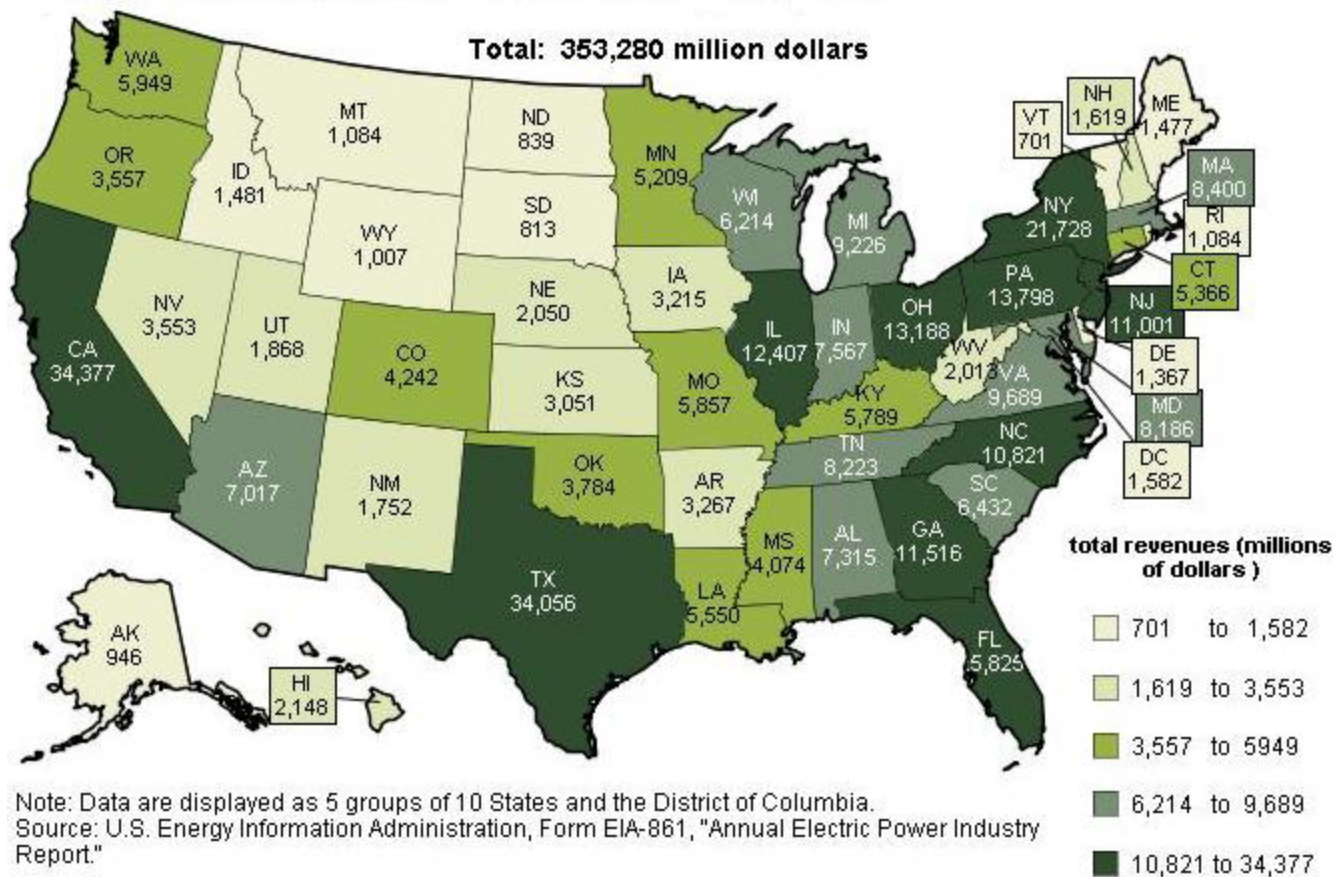 Total: 353,280 million dollars
WA
5,949
MT
1,084
ND
839
MN
5,209
VT
701
NH
1,619
ME
1,477
OR
3,557
ID
1,481
SD
813
WI
6,214
MI
9,226
NY
21,728
MA
8,400
RI
1,084
WY
1,007
CT
5,366
NV
3,553
UT
1,868
NE
2,050
IA
3,215
PA
13,798
NJ
11,001
CA
34,377
CO
4,242
KS
3,051
MO
5,857
IL
12,407
IN
7,567
OH
13,188
WV
2,013
VA
9,689
DE
1,367
KY
5,789
MD
8,186
AZ
7,017
NM
1,752
OK
3,784
AR
3,267
TN
8,223
NC
10,821
DC
1,582
SC
6,432
TX
34,056
LA
5,550
MS
4,074
AL
7,315
GA
11,516
FL
5,825
AK
946
HI
2,148
total revenues (millions
of dollars )
701 to 1,582
1,619 to 3,553
3,557 to 5949
6,214 to 9,689
10,821 to 34,377
Note: Data are displayed as 5 groups of 10 States and the District of Columbia.
Source: U.S. Energy Information Administration, Form EIA-861, "Annual Electric Power Industry
Report."